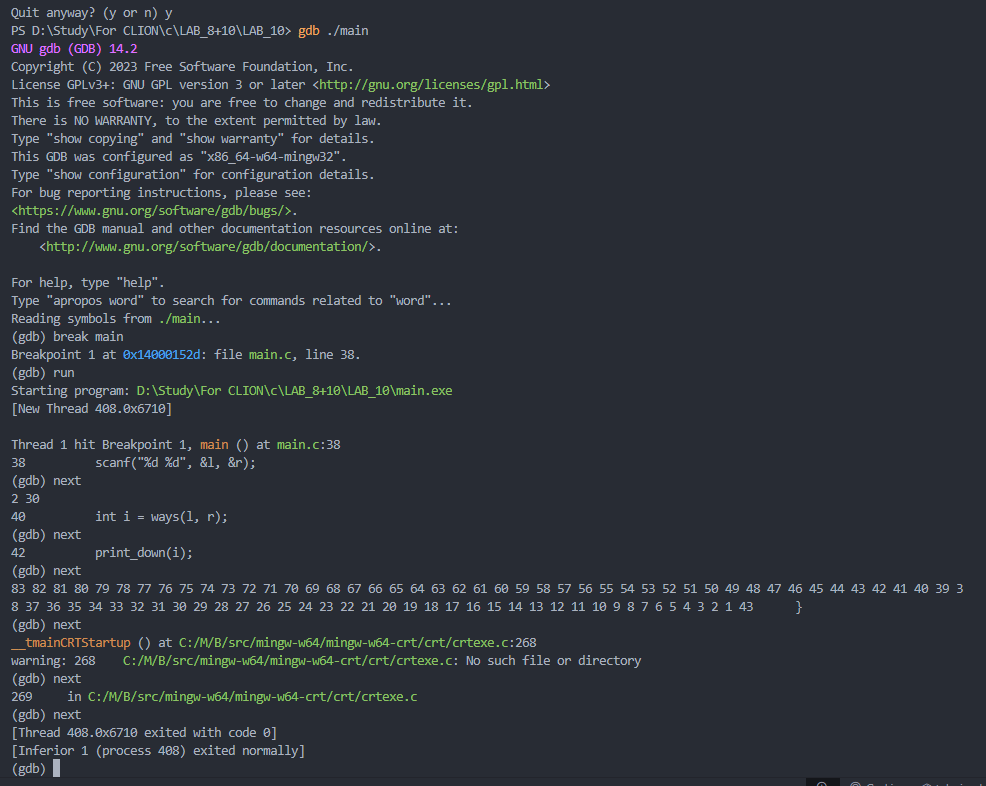 Quit anyway? (y or n) y
PS D:\Study\For CLION\c\LAB_8+10\LAB_10> gdb ./main
GNU gdb (GDB) 14.2
Copyright (C) 2023 Free Software Foundation, Inc.
License GPLv3+: GNU GPL version 3 or later <http://gnu.org/licenses/gpl.html>
This is free software: you are free to change and redistribute it.
There is NO WARRANTY, to the extent permitted by law.
Type "show copying" and "show warranty" for details.
This GDB was configured as "x86_64-w64-mingw32".
Type "show configuration" for configuration details.
For bug reporting instructions, please see:
<https://www.gnu.org/software/gdb/bugs/>.
Find the GDB manual and other documentation resources online at:
    <http://www.gnu.org/software/gdb/documentation/>.

For help, type "help".
Type "apropos word" to search for commands related to "word"...
Reading symbols from ./main...
(gdb) break main
Breakpoint 1 at 0x14000152d: file main.c, line 38.
(gdb) run
Starting program: D:\Study\For CLION\c\LAB_8+10\LAB_10\main.exe
[New Thread 408.0x6710]

Thread 1 hit Breakpoint 1, main () at main.c:38
38          scanf("%d %d", &l, &r);
(gdb) next
2 30
40          int i = ways(l, r);
(gdb) next
42          print_down(i);
(gdb) next
83 82 81 80 79 78 77 76 75 74 73 72 71 70 69 68 67 66 65 64 63 62 61 60 59 58 57 56 55 54 53 52 51 50 49 48 47 46 45 44 43 42 41 40 39 3
8 37 36 35 34 33 32 31 30 29 28 27 26 25 24 23 22 21 20 19 18 17 16 15 14 13 12 11 10 9 8 7 6 5 4 3 2 1 43      }
(gdb) next
__tmainCRTStartup () at C:/M/B/src/mingw-w64/mingw-w64-crt/crt/crtexe.c:268
warning: 268    C:/M/B/src/mingw-w64/mingw-w64-crt/crt/crtexe.c: No such file or directory
(gdb) next
269     in C:/M/B/src/mingw-w64/mingw-w64-crt/crt/crtexe.c
(gdb) next
[Thread 408.0x6710 exited with code 0]
[Inferior 1 (process 408) exited normally]
(gdb)